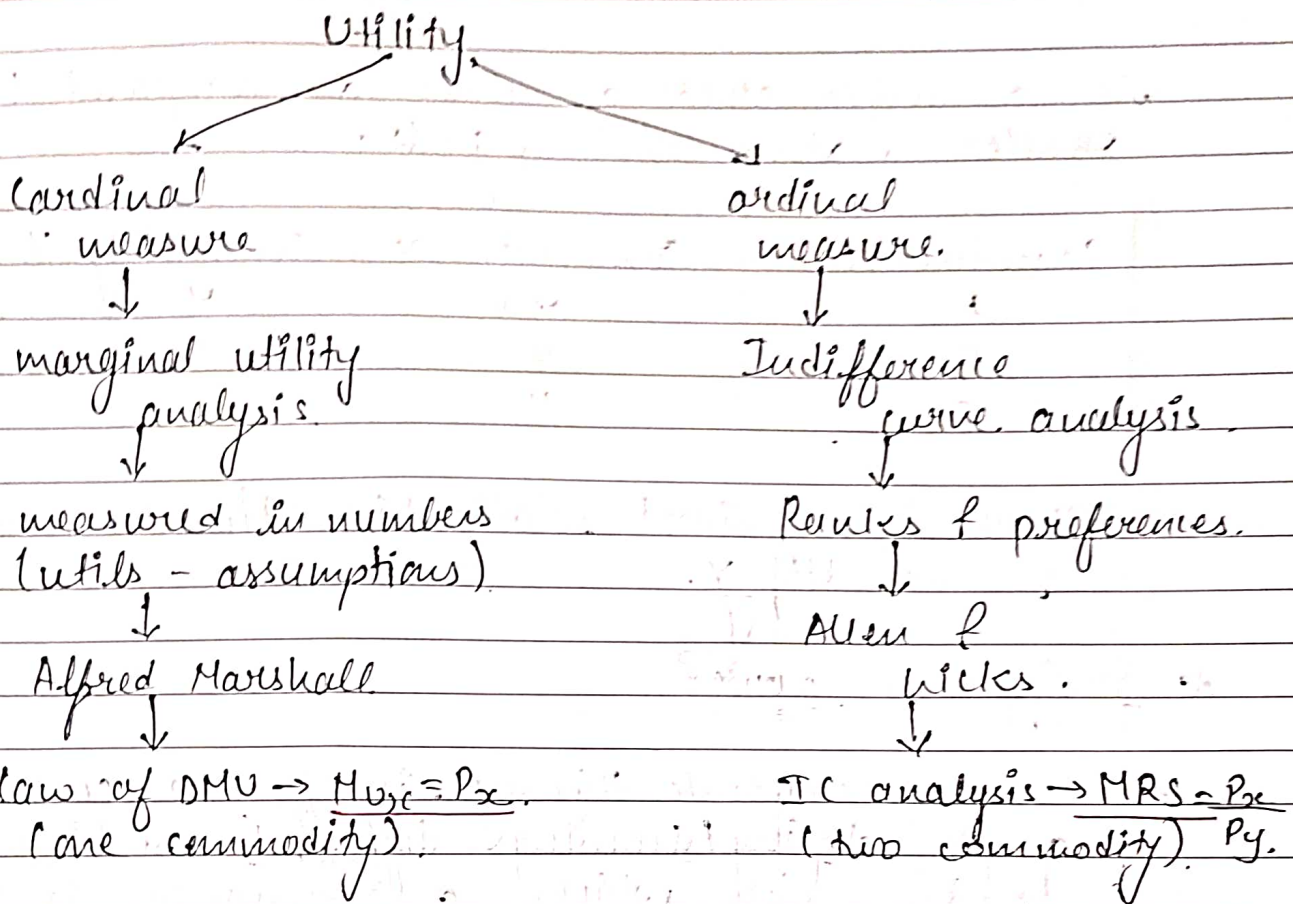 Utility
Cardinal
measure
ordinal
measure.
marginal utility
analysis.
Indifference
curve analysis.
measured in numbers
(utils - assumptions)
Ranks & preferences.
Alfred Marshall
Allen &
hicks.
law of DMU → MUx = Px.
(one commodity).
IC analysis → MRS = Px
(two commodity) Py.